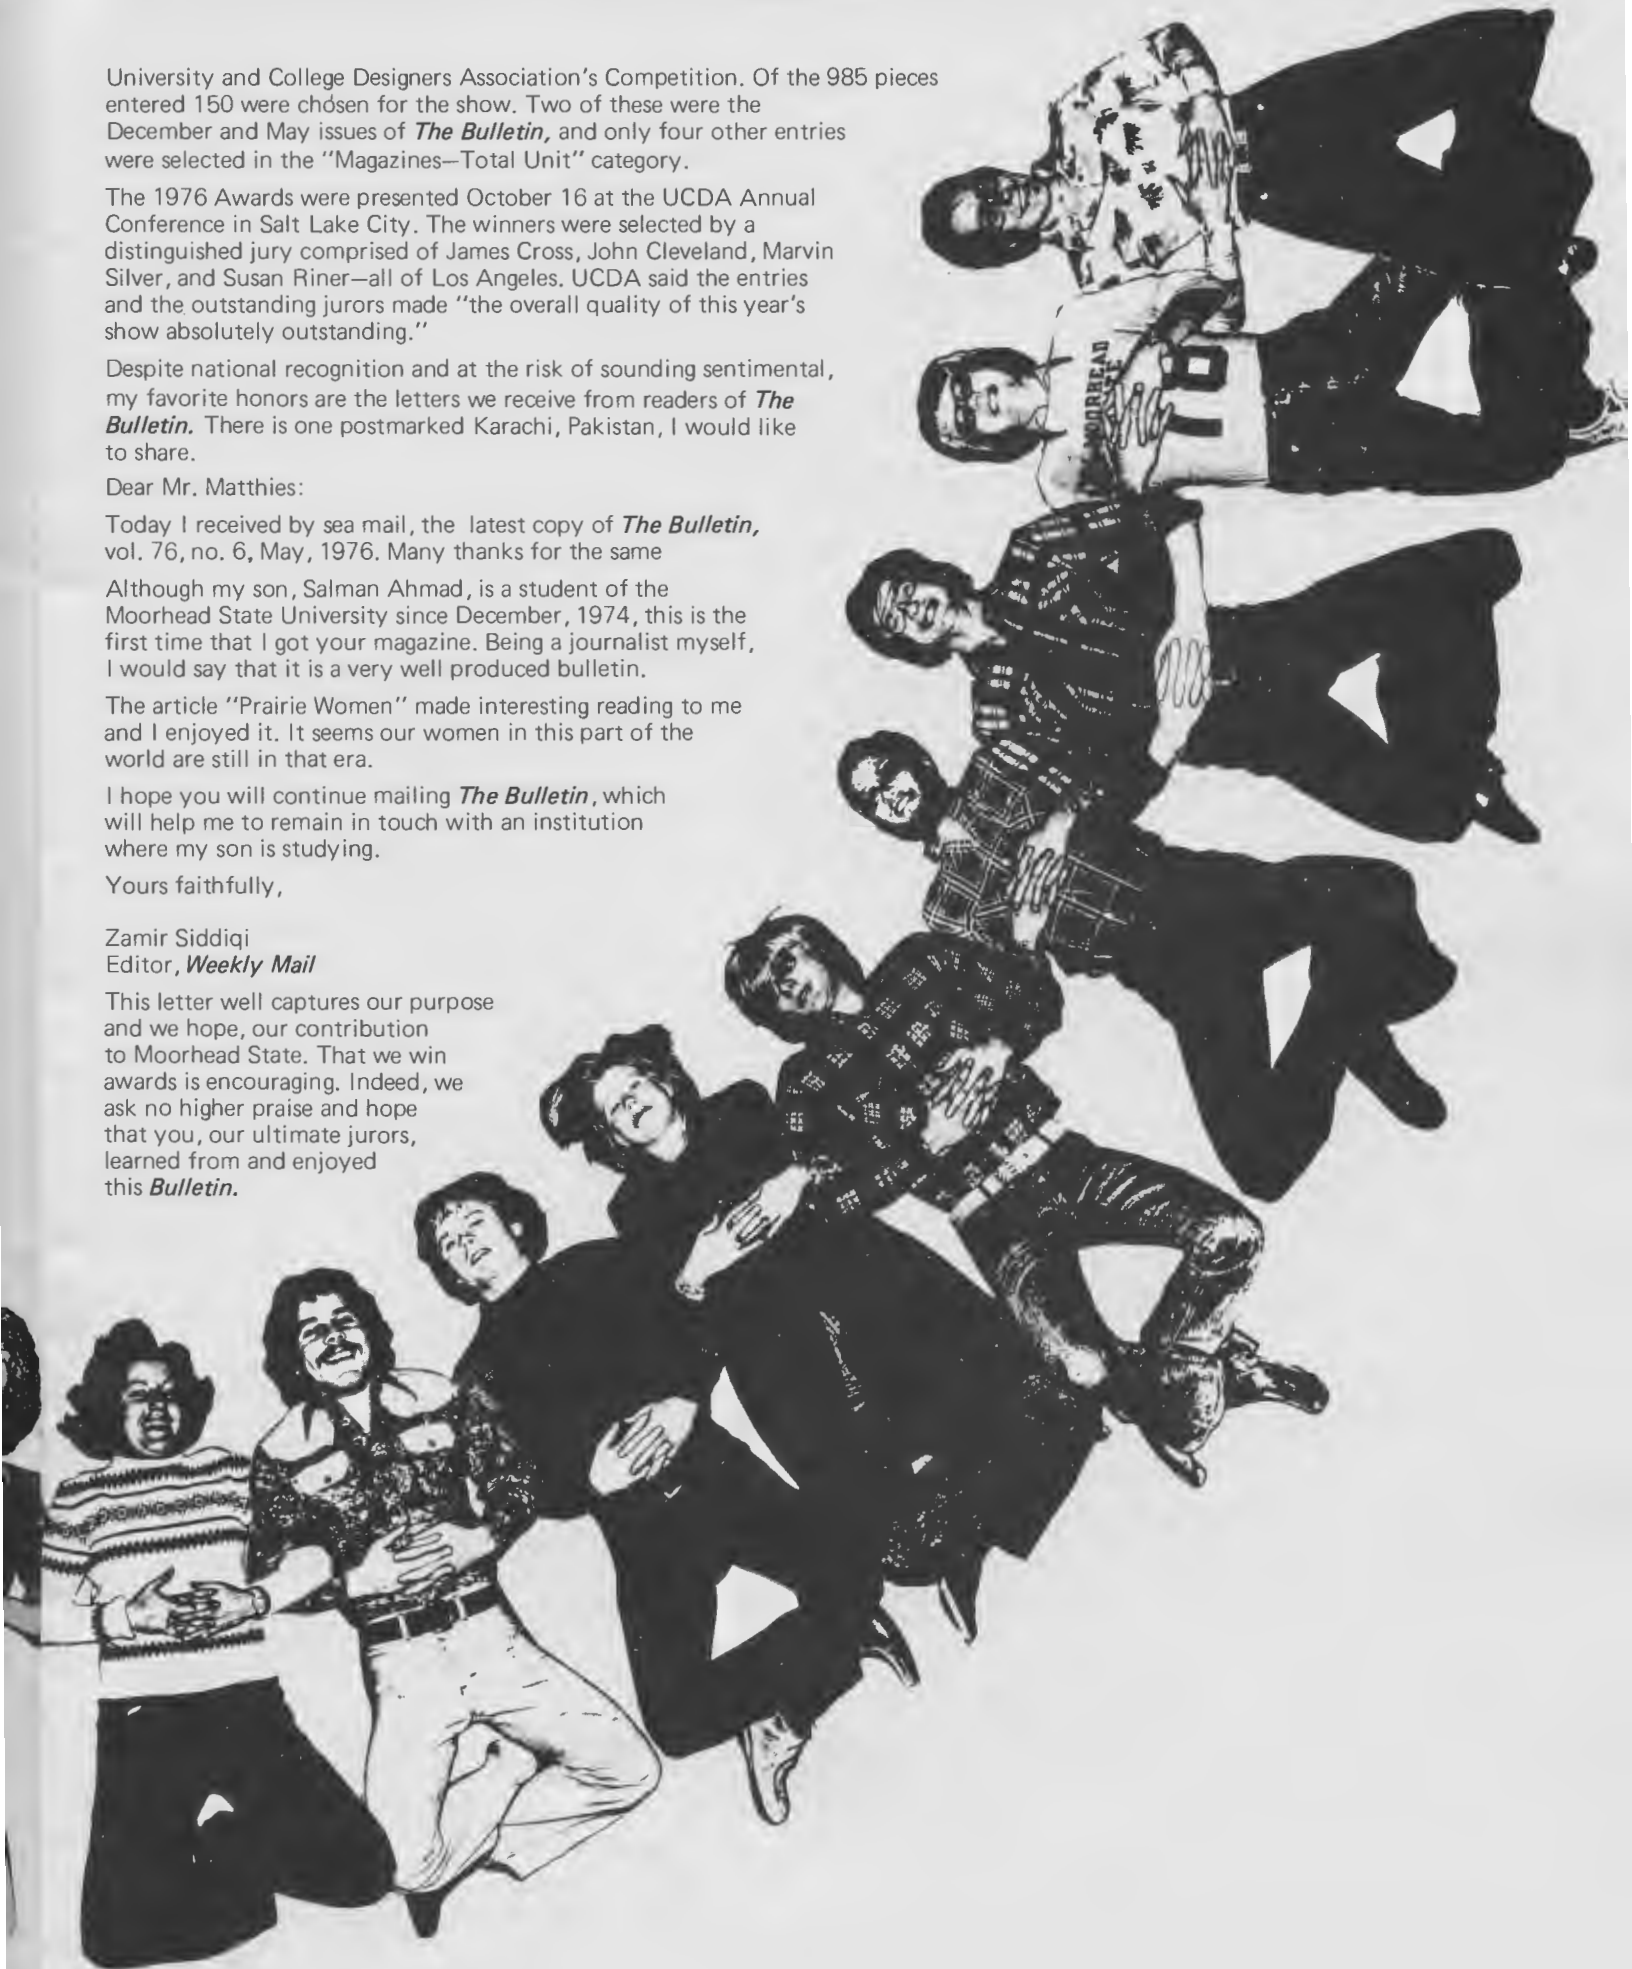 University and College Designers Association's Competition. Of the 985 pieces
entered 150 were chósen for the show. Two of these were the
December and May issues of The Bulletin, and only four other entries
were selected in the "Magazines—Total Unit" category.
The 1976 Awards were presented October 16 at the UCDA Annual
Conference in Salt Lake City. The winners were selected by a
distinguished jury comprised of James Cross, John Cleveland, Marvin
Silver, and Susan Riner—all of Los Angeles. UCDA said the entries
and the outstanding jurors made "the overall quality of this year's
show absolutely outstanding."
Despite national recognition and at the risk of sounding sentimental,
my favorite honors are the letters we receive from readers of The
Bulletin. There is one postmarked Karachi, Pakistan, I would like
to share.
Dear Mr. Matthies:
Today I received by sea mail, the latest copy of The Bulletin,
vol. 76, no. 6, May, 1976. Many thanks for the same
Although my son, Salman Ahmad, is a student of the
Moorhead State University since December, 1974, this is the
first time that I got your magazine. Being a journalist myself,
I would say that it is a very well produced bulletin.
The article "Prairie Women" made interesting reading to me
and I enjoyed it. It seems our women in this part of the
world are still in that era.
I hope you will continue mailing The Bulletin, which
will help me to remain in touch with an institution
where my son is studying.
Yours faithfully,
Zamir Siddiqi
Editor, Weekly Mail
This letter well captures our purpose
and we hope, our contribution
to Moorhead State. That we win
awards is encouraging. Indeed, we
ask no higher praise and hope
that you, our ultimate jurors,
learned from and enjoyed
this Bulletin.
MOORHEAD